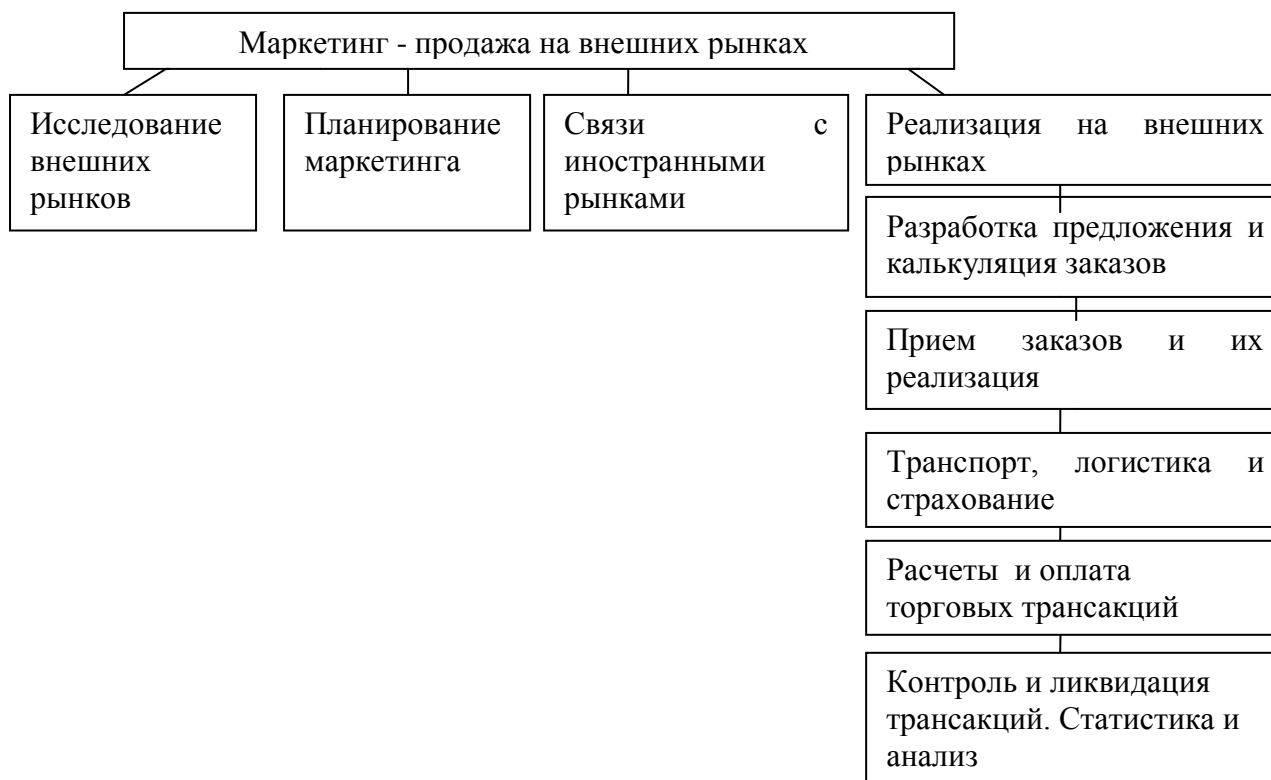 Маркетинг - продажа на внешних рынках
Исследование
внешних
рынков
Планирование
маркетинга
Связи с
иностранными
рынками
Реализация на внешних
рынках
Разработка предложения и
калькуляция заказов
Прием заказов и их
реализация
Транспорт, логистика и
страхование
Расчеты и оплата
торговых трансакций
Контроль и ликвидация
трансакций. Статистика и
анализ